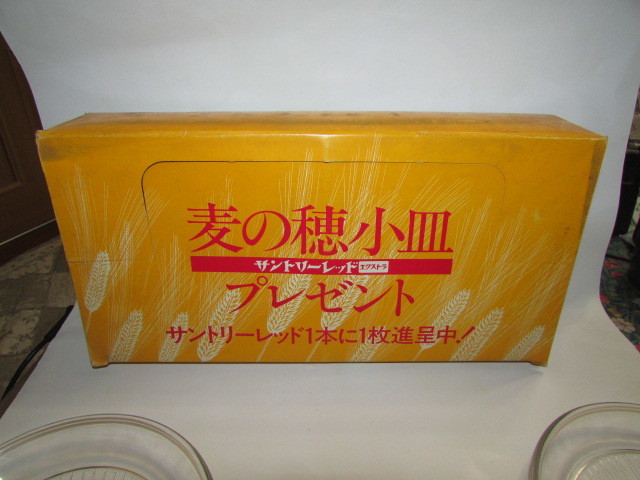 麦の穂小皿
サントリーレッド エクストラ
プレゼント
サントリーレッド1本に1枚進呈中!